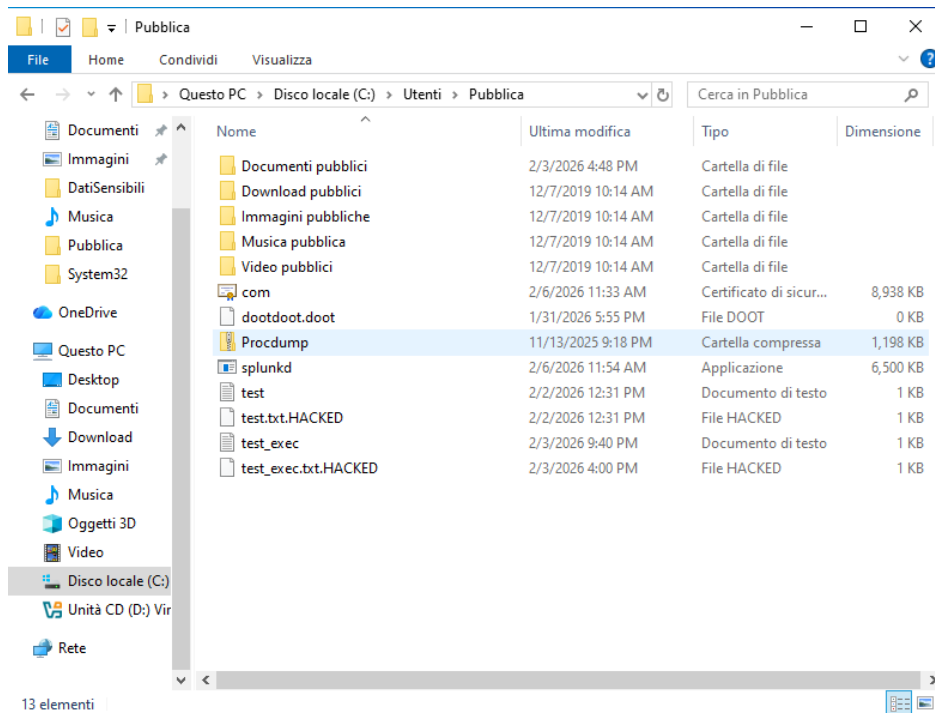 Pubblica
File Home Condividi Visualizza
Questo PC > Disco locale (C:) > Utenti > Pubblica
Cerca in Pubblica
Documenti
Immagini
DatiSensibili
Musica
Pubblica
System32
OneDrive
Questo PC
Desktop
Documenti
Download
Immagini
Musica
Oggetti 3D
Video
Disco locale (C:)
Unità CD (D:) Vir
Rete
Nome Ultima modifica Tipo Dimensione
Documenti pubblici 2/3/2026 4:48 PM Cartella di file
Download pubblici 12/7/2019 10:14 AM Cartella di file
Immagini pubbliche 12/7/2019 10:14 AM Cartella di file
Musica pubblica 12/7/2019 10:14 AM Cartella di file
Video pubblici 12/7/2019 10:14 AM Cartella di file
com 2/6/2026 11:33 AM Certificato di sicur... 8,938 KB
dootdoot.doot 1/31/2026 5:55 PM File DOOT 0 KB
Procdump 11/13/2025 9:18 PM Cartella compressa 1,198 KB
splunkd 2/6/2026 11:54 AM Applicazione 6,500 KB
test 2/2/2026 12:31 PM Documento di testo 1 KB
test.txt.HACKED 2/2/2026 12:31 PM File HACKED 1 KB
test_exec 2/3/2026 9:40 PM Documento di testo 1 KB
test_exec.txt.HACKED 2/3/2026 4:00 PM File HACKED 1 KB
13 elementi